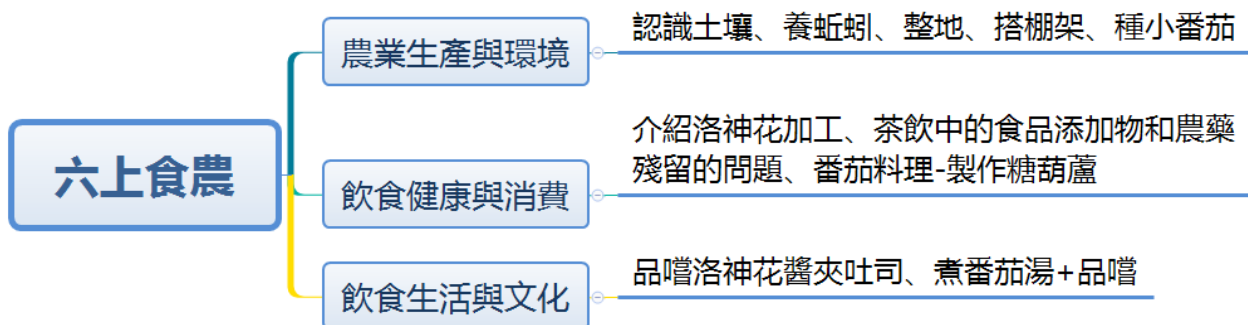 六上食農
農業生產與環境
認識土壤、養蚯蚓、整地、搭棚架、種小番茄
飲食健康與消費
介紹洛神花加工、茶飲中的食品添加物和農藥
殘留的問題、番茄料理-製作糖葫蘆
飲食生活與文化
品嚐洛神花醬夾吐司、煮番茄湯+品嚐